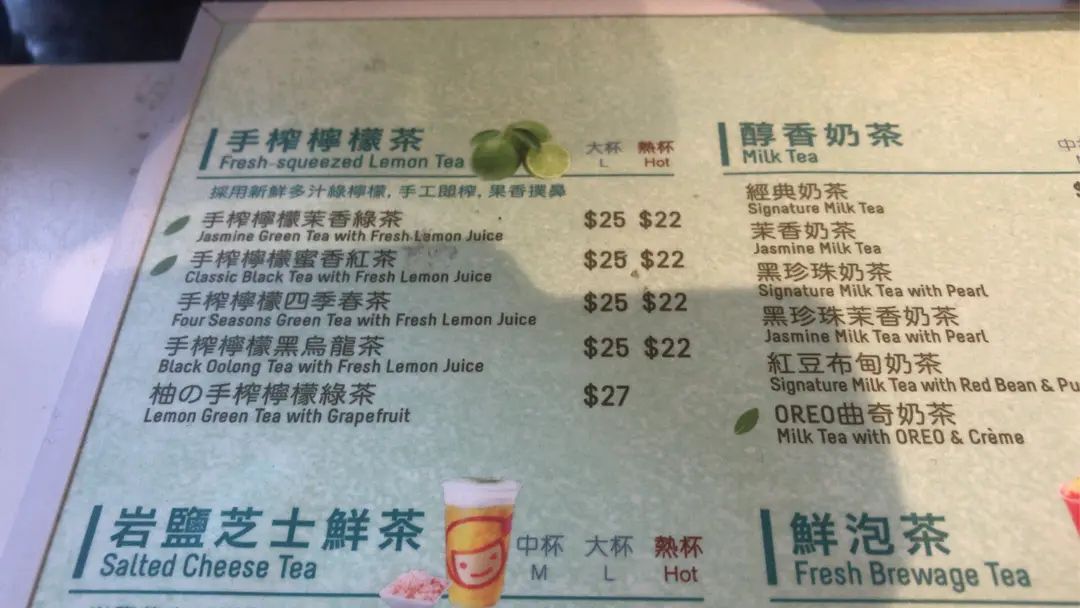 手榨檸檬茶
Fresh-squeezed Lemon Tea
大杯 熱杯
L Hot
採用新鮮多汁綠檸檬, 手工即榨, 果香撲鼻
手榨檸檬茉香綠茶 $25 $22
Jasmine Green Tea with Fresh Lemon Juice
手榨檸檬蜜香紅茶 $25 $22
Classic Black Tea with Fresh Lemon Juice
手榨檸檬四季春茶 $25 $22
Four Seasons Green Tea with Fresh Lemon Juice
手榨檸檬黑烏龍茶 $25 $22
Black Oolong Tea with Fresh Lemon Juice
柚の手榨檸檬綠茶 $27
Lemon Green Tea with Grapefruit
醇香奶茶
Milk Tea
經典奶茶
Signature Milk Tea
茉香奶茶
Jasmine Milk Tea
黑珍珠奶茶
Signature Milk Tea with Pearl
黑珍珠茉香奶茶
Jasmine Milk Tea with Pearl
紅豆布甸奶茶
Signature Milk Tea with Red Bean &
OREO曲奇奶茶
Milk Tea with OREO & Crème
岩鹽芝士鮮茶
Salted Cheese Tea
中杯 大杯 熱杯
M L Hot
鮮泡茶
Fresh Brewage Tea